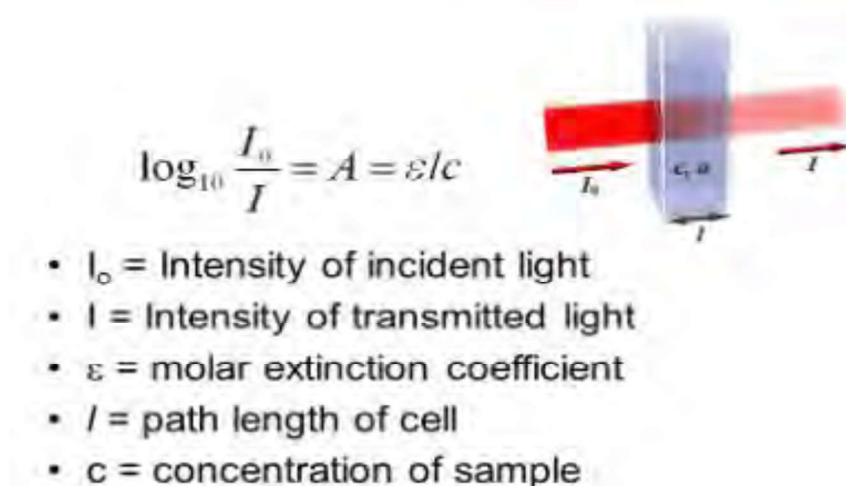 log₁₀ I₀/I = A = εlc
c, α
I₀
I
l
• Iₒ = Intensity of incident light
• I = Intensity of transmitted light
• ε = molar extinction coefficient
• l = path length of cell
• c = concentration of sample